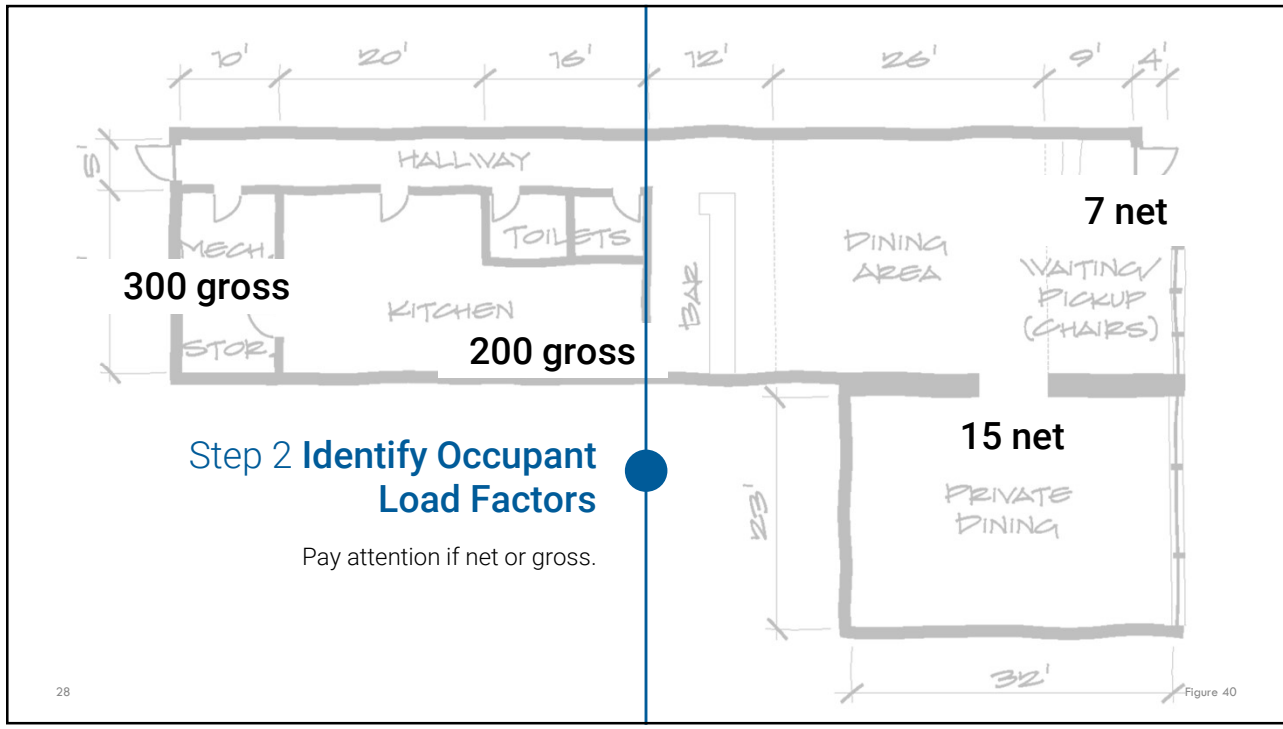 10' 20' 16' 12' 26' 9' 4'
5'
HALLWAY
7 net
MECH.
TOILETS
DINING
AREA
WAITING/
PICKUP
(CHAIRS)
BAR
300 gross
KITCHEN
STOR.
200 gross
15 net
Step 2 Identify Occupant
Load Factors
Pay attention if net or gross.
23'
PRIVATE
DINING
32'
28
Figure 40